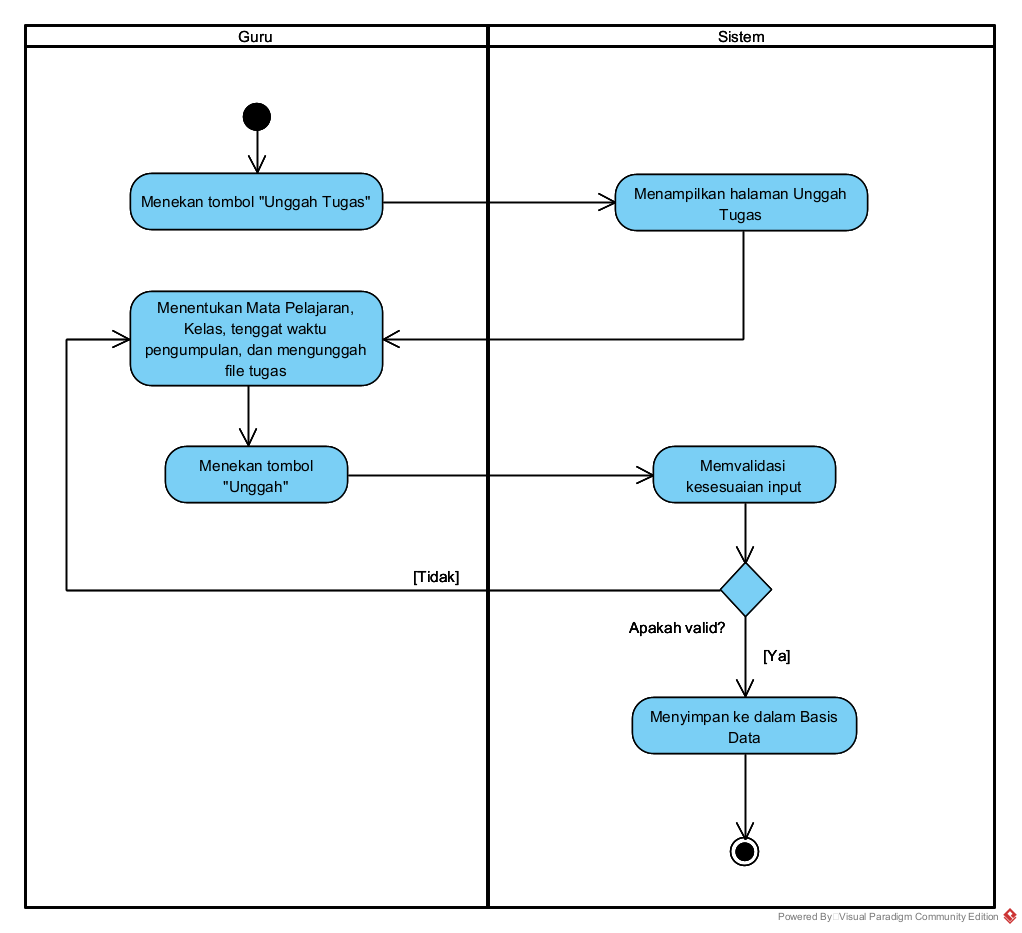 Guru
Sistem
Menekan tombol "Unggah Tugas"
Menampilkan halaman Unggah
Tugas
Menentukan Mata Pelajaran,
Kelas, tenggat waktu
pengumpulan, dan mengunggah
file tugas
Menekan tombol
"Unggah"
Memvalidasi
kesesuaian input
[Tidak]
Apakah valid?
[Ya]
Menyimpan ke dalam Basis
Data
Powered By Visual Paradigm Community Edition